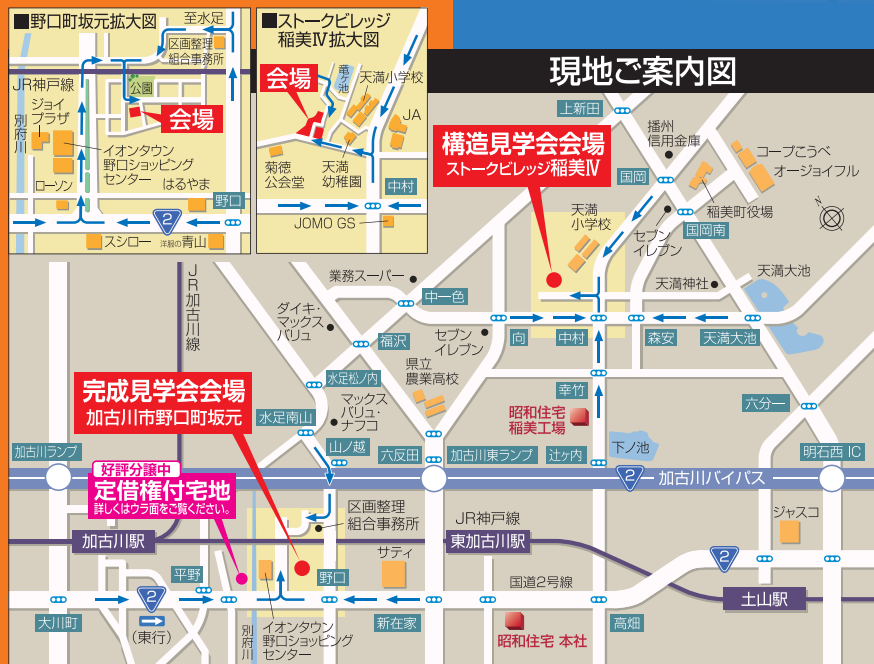 ■野口町坂元拡大図
至水足
区画整理
組合事務所
JR神戸線
公園
会場
ジョイ
プラザ
別府川
イオンタウン
野口ショッピング
センター
はるやま
ローソン
野口
2
スシロー
洋服の青山
■ストークビレッジ
稲美Ⅳ拡大図
会場
竜ヶ池
天満小学校
JA
菊徳
公会堂
天満
幼稚園
中村
JOMO GS
現地ご案内図
上新田
播州
信用金庫
構造見学会会場
ストークビレッジ稲美Ⅳ
国岡
コープこうべ
オージョイフル
稲美町役場
N
天満
小学校
セブン
イレブン
国岡南
JR加古川線
業務スーパー
中一色
天満神社
天満大池
ダイキ・
マックス
バリュ
福沢
セブン
イレブン
向
中村
森安
天満大池
県立
農業高校
水足松ノ内
完成見学会会場
加古川市野口町坂元
マックス
バリュ・
ナフコ
水足南山
幸竹
昭和住宅
稲美工場
六分一
加古川ランプ
山ノ越
六反田
加古川東ランプ
辻ヶ内
下ノ池
明石西 IC
好評分譲中
定借権付宅地
詳しくはウラ面をご覧ください。
2
加古川バイパス
区画整理
組合事務所
JR神戸線
ジャスコ
加古川駅
東加古川駅
サティ
平野
野口
2
国道2号線
2
土山駅
大川町
(東行)
別府川
イオンタウン
野口ショッピング
センター
新在家
昭和住宅 本社
高畑